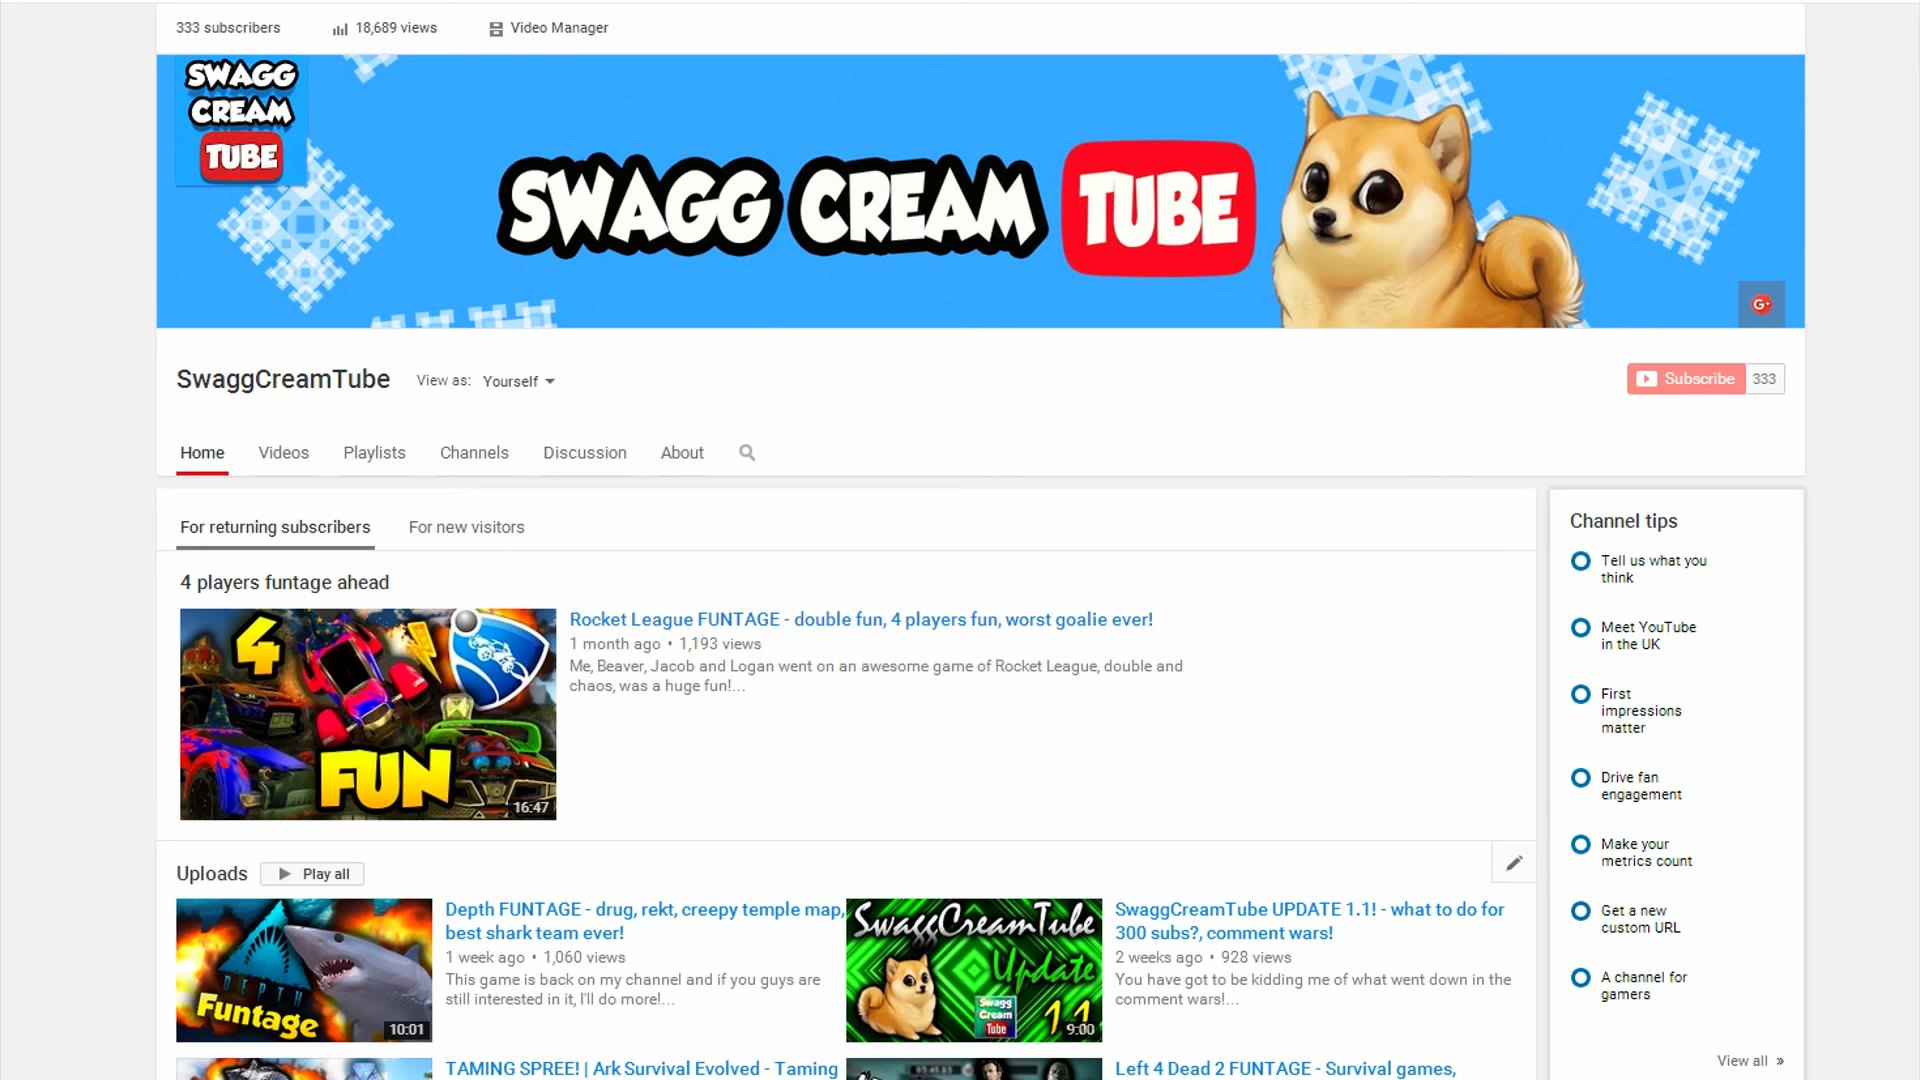 333 subscribers
18,689 views
Video Manager
SWAGG
CREAM
TUBE
SWAGG CREAM TUBE
G+
SwaggCreamTube
View as: Yourself
Subscribe 333
Home
Videos
Playlists
Channels
Discussion
About
For returning subscribers
For new visitors
4 players funtage ahead
4
FUN
16:47
Rocket League FUNTAGE - double fun, 4 players fun, worst goalie ever!
1 month ago • 1,193 views
Me, Beaver, Jacob and Logan went on an awesome game of Rocket League, double and
chaos, was a huge fun!...
Uploads
Play all
DEPTH
Funtage
10:01
Depth FUNTAGE - drug, rekt, creepy temple map,
best shark team ever!
1 week ago • 1,060 views
This game is back on my channel and if you guys are
still interested in it, I'll do more!...
SwaggCreamTube
Update
Swagg
Cream
Tube
1.1
9:00
SwaggCreamTube UPDATE 1.1! - what to do for
300 subs?, comment wars!
2 weeks ago • 928 views
You have got to be kidding me of what went down in the
comment wars!...
TAMING SPREE! | Ark Survival Evolved - Taming
Left 4 Dead 2 FUNTAGE - Survival games,
Channel tips
Tell us what you
think
Meet YouTube
in the UK
First
impressions
matter
Drive fan
engagement
Make your
metrics count
Get a new
custom URL
A channel for
gamers
View all »